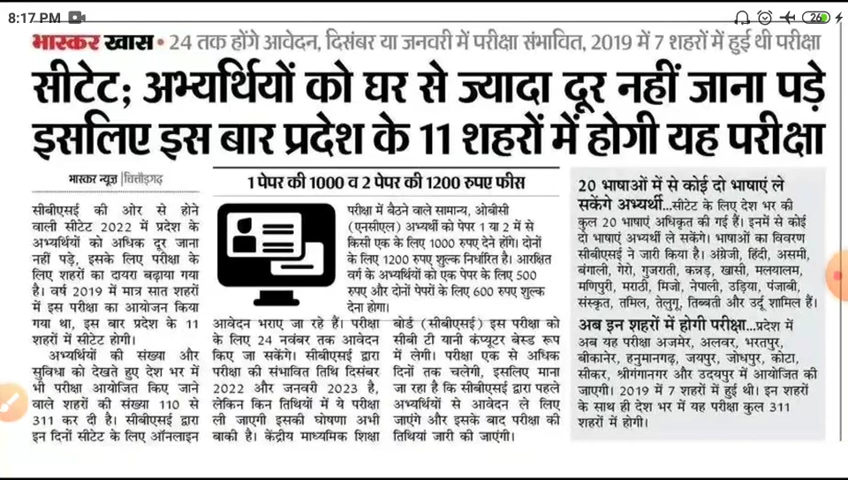 8:17 PM
26
भास्कर खास • 24 तक होंगे आवेदन, दिसंबर या जनवरी में परीक्षा संभावित, 2019 में 7 शहरों में हुई थी परीक्षा
सीटेट; अभ्यर्थियों को घर से ज्यादा दूर नहीं जाना पड़े
इसलिए इस बार प्रदेश के 11 शहरों में होगी यह परीक्षा
भास्कर न्यूज़ | चित्तौड़गढ़
सीबीएसई की ओर से होने
वाली सीटेट 2022 में प्रदेश के
अभ्यर्थियों को अधिक दूर जाना
नहीं पड़े, इसके लिए परीक्षा के
लिए शहरों का दायरा बढ़ाया गया
है। वर्ष 2019 में मात्र सात शहरों
में इस परीक्षा का आयोजन किया
गया था, इस बार प्रदेश के 11
शहरों में सीटेट होगी।
अभ्यर्थियों की संख्या और
सुविधा को देखते हुए देश भर में
भी परीक्षा आयोजित किए जाने
वाले शहरों की संख्या 110 से
311 कर दी है। सीबीएसई द्वारा
इन दिनों सीटेट के लिए ऑनलाइन
1 पेपर की 1000 व 2 पेपर की 1200 रुपए फीस
परीक्षा में बैठने वाले सामान्य, ओबीसी
(एनसीएल) अभ्यर्थी को पेपर 1 या 2 में से
किसी एक के लिए 1000 रुपए देने होंगे। दोनों
के लिए 1200 शुल्क निर्धारित है। आरक्षित
वर्ग के अभ्यर्थियों को एक पेपर के लिए 500
रुपए और दोनों पेपरों के लिए 600 रुपए शुल्क
देना होगा।
आवेदन भराए जा रहे हैं। परीक्षा
के लिए 24 नवंबर तक आवेदन
किए जा सकेंगे। सीबीएसई द्वारा
परीक्षा की संभावित तिथि दिसंबर
2022 और जनवरी 2023 है,
लेकिन किन तिथियों में ये परीक्षा
ली जाएगी इसकी घोषणा अभी
बाकी है। केंद्रीय माध्यमिक शिक्षा
बोर्ड (सीबीएसई) इस परीक्षा को
सीबी टी यानी कंप्यूटर बेस्ड रूप
में लेगी। परीक्षा एक से अधिक
दिनों तक चलेगी, इसलिए माना
जा रहा है कि सीबीएसई द्वारा पहले
अभ्यर्थियों से आवेदन ले लिए
जाएंगे और इसके बाद परीक्षा की
तिथियां जारी की जाएंगी।
20 भाषाओं में से कोई दो भाषाएं ले
सकेंगे अभ्यर्थी...सीटेट के लिए देश भर की
कुल 20 भाषाएं अधिकृत की गई हैं। इनमें से कोई
दो भाषाएं अभ्यर्थी ले सकेंगे। भाषाओं का विवरण
सीबीएसई ने जारी किया है। अंग्रेजी, हिंदी, असमी,
बंगाली, गेरो, गुजराती, कन्नड़, खासी, मलयालम,
मणिपुरी, मराठी, मिजो, नेपाली, उड़िया, पंजाबी,
संस्कृत, तमिल, तेलुगू, तिब्बती और उर्दू शामिल हैं।
अब इन शहरों में होगी परीक्षा...प्रदेश में
अब यह परीक्षा अजमेर, अलवर, भरतपुर,
बीकानेर, हनुमानगढ़, जयपुर, जोधपुर, कोटा,
सीकर, श्रीगंगानगर और उदयपुर में आयोजित की
जाएगी। 2019 में 7 शहरों में हुई थी। इन शहरों
के साथ ही देश भर में यह परीक्षा कुल 311
शहरों में होगी।